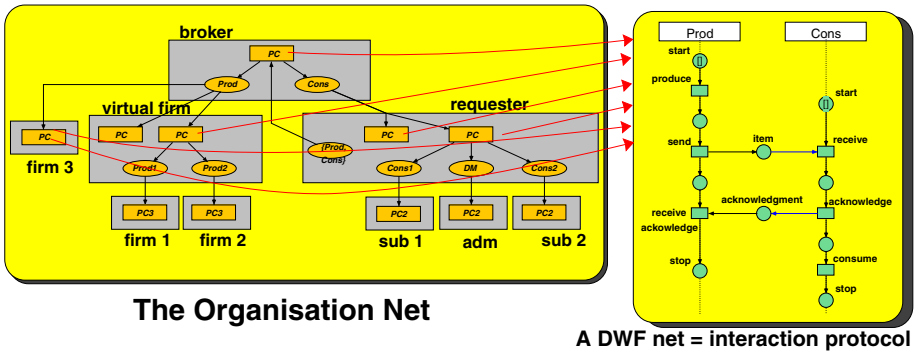 broker
PC
Prod
Cons
virtual firm
requester
PC
firm 3
PC
PC
{Prod,
Cons}
PC
PC
Prod1
Prod2
Cons1
DM
Cons2
PC3
firm 1
PC3
firm 2
PC2
sub 1
PC2
adm
PC2
sub 2
The Organisation Net
Prod
Cons
start
[]
produce
start
[]
send
item
receive
receive
ackowledge
acknowledgment
acknowledge
consume
stop
stop
A DWF net = interaction protocol